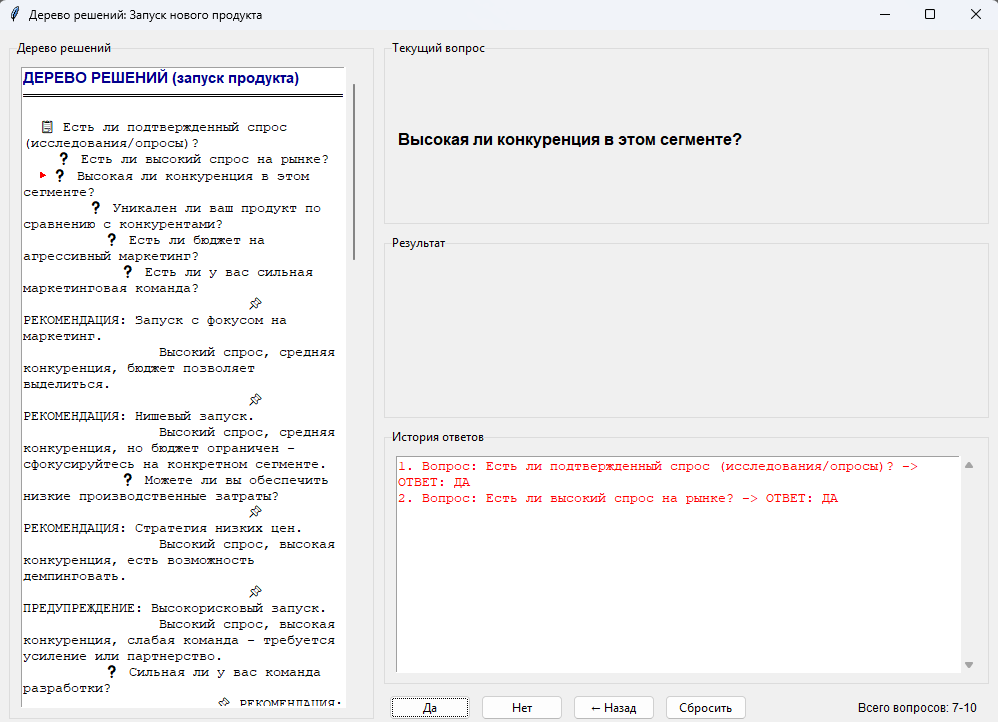 Дерево решений: Запуск нового продукта
Дерево решений
ДЕРЕВО РЕШЕНИЙ (запуск продукта)
Есть ли подтвержденный спрос
(исследования/опросы)?
? Есть ли высокий спрос на рынке?
? Высокая ли конкуренция в этом
сегменте?
? Уникален ли ваш продукт по
сравнению с конкурентами?
? Есть ли бюджет на
агрессивный маркетинг?
? Есть ли у вас сильная
маркетинговая команда?
РЕКОМЕНДАЦИЯ: Запуск с фокусом на
маркетинг.
Высокий спрос, средняя
конкуренция, бюджет позволяет
выделиться.
РЕКОМЕНДАЦИЯ: Нишевый запуск.
Высокий спрос, средняя
конкуренция, но бюджет ограничен –
сфокусируйтесь на конкретном сегменте.
? Можете ли вы обеспечить
низкие производственные затраты?
РЕКОМЕНДАЦИЯ: Стратегия низких цен.
Высокий спрос, высокая
конкуренция, есть возможность
демпинговать.
ПРЕДУПРЕЖДЕНИЕ: Высокорисковый запуск.
Высокий спрос, высокая
конкуренция, слабая команда – требуется
усиление или партнерство.
? Сильная ли у вас команда
разработки?
РЕКОМЕНДАЦИЯ:
Текущий вопрос
Высокая ли конкуренция в этом сегменте?
Результат
История ответов
1. Вопрос: Есть ли подтвержденный спрос (исследования/опросы)? ->
ОТВЕТ: ДА
2. Вопрос: Есть ли высокий спрос на рынке? -> ОТВЕТ: ДА
Да
Нет
← Назад
Сбросить
Всего вопросов: 7-10